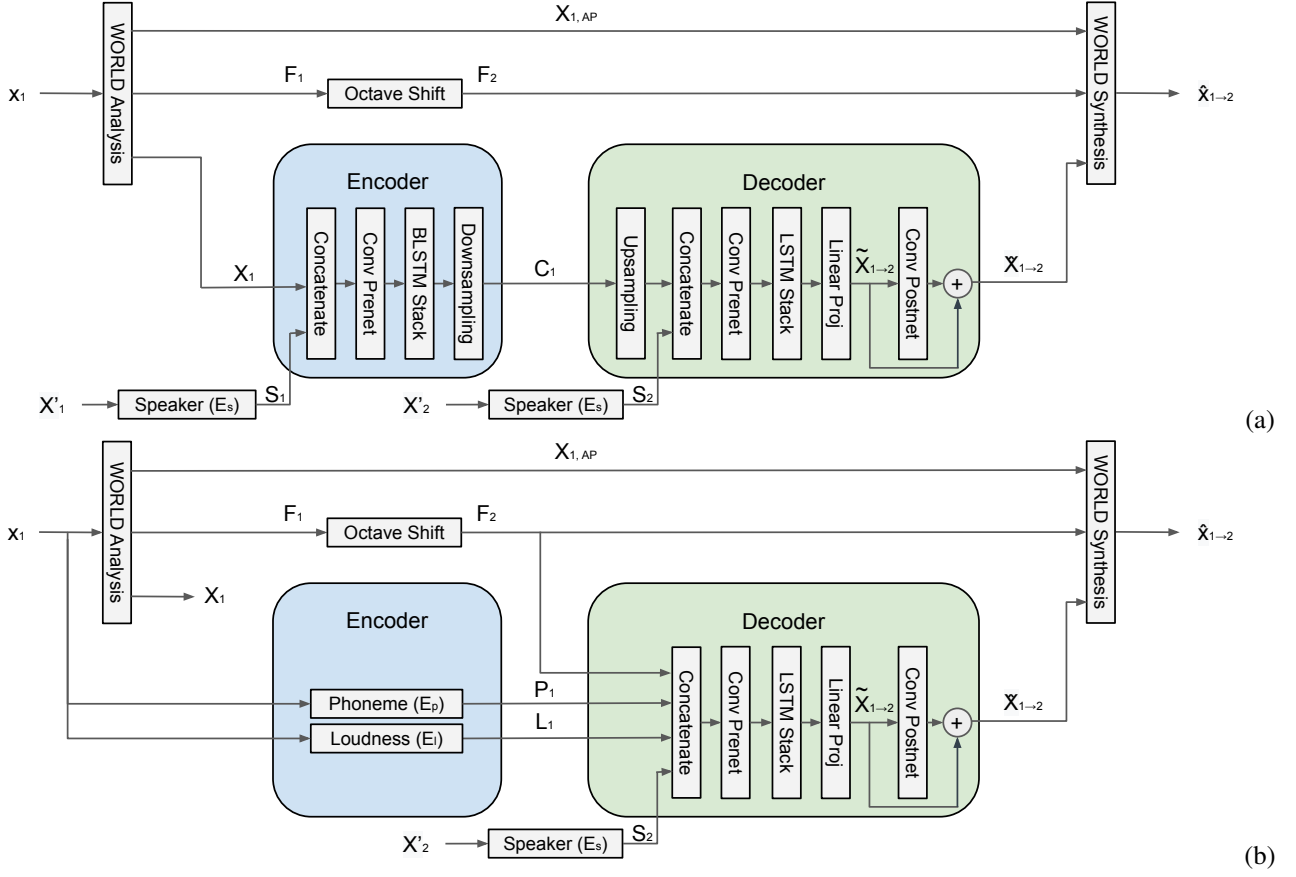 X₁, AP
WORLD Analysis
WORLD Synthesis
x₁
F₁
Octave Shift
F₂
x̂₁→₂
Encoder
Decoder
X₁
Concatenate
Conv Prenet
BLSTM Stack
Downsampling
C₁
Upsampling
Concatenate
Conv Prenet
LSTM Stack
Linear Proj
X̃₁→₂
Conv Postnet
+
X̂₁→₂
X'₁
Speaker (Eₛ)
S₁
X'₂
Speaker (Eₛ)
S₂
(a)
X₁, AP
WORLD Analysis
WORLD Synthesis
x₁
F₁
Octave Shift
F₂
x̂₁→₂
X₁
Encoder
Decoder
Phoneme (Eₚ)
P₁
Loudness (Eₗ)
L₁
Concatenate
Conv Prenet
LSTM Stack
Linear Proj
X̃₁→₂
Conv Postnet
+
X̂₁→₂
X'₂
Speaker (Eₛ)
S₂
(b)